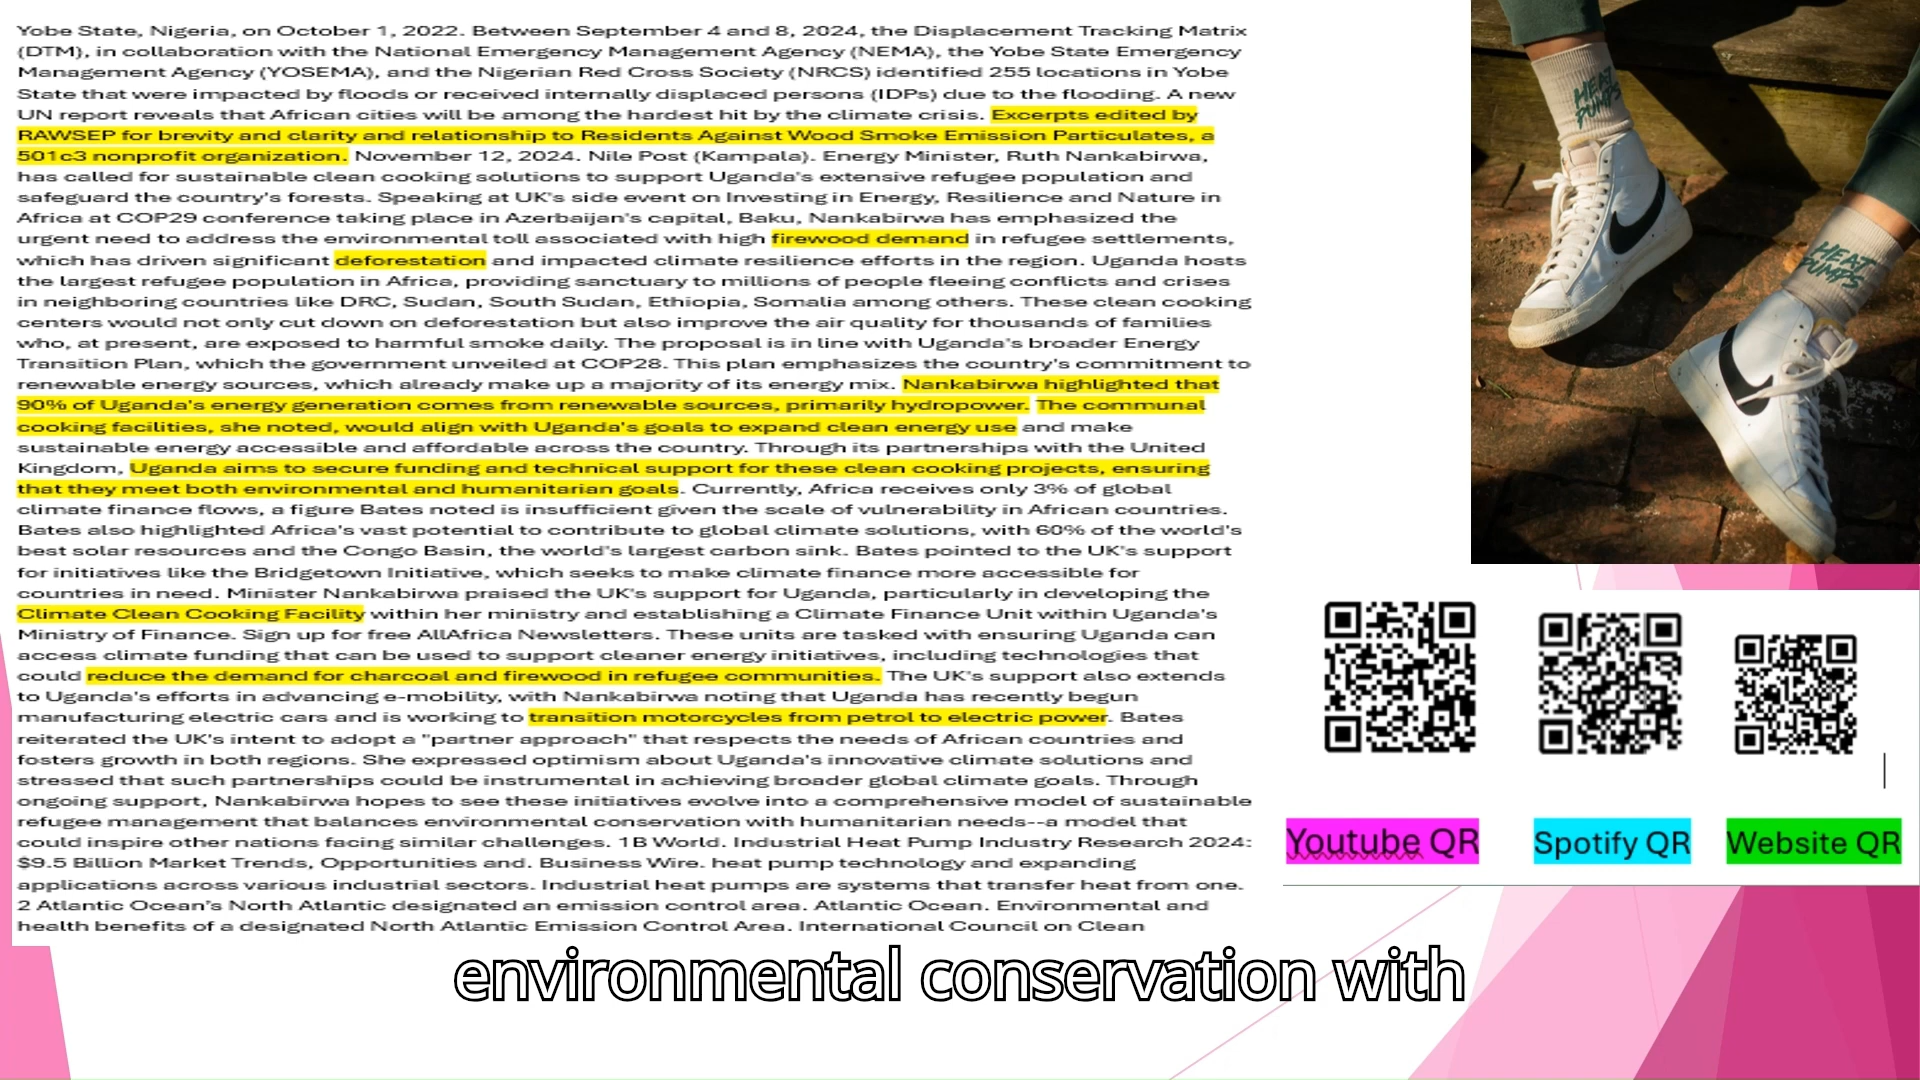 Yobe State, Nigeria, on October 1, 2022. Between September 4 and 8, 2024, the Displacement Tracking Matrix
(DTM), in collaboration with the National Emergency Management Agency (NEMA), the Yobe State Emergency
Management Agency (YOSEMA), and the Nigerian Red Cross Society (NRCS) identified 255 locations in Yobe
State that were impacted by floods or received internally displaced persons (IDPs) due to the flooding. A new
UN report reveals that African cities will be among the hardest hit by the climate crisis. Excerpts edited by
RAWSEP for brevity and clarity and relationship to Residents Against Wood Smoke Emission Particulates, a
501c3 nonprofit organization. November 12, 2024. Nile Post (Kampala). Energy Minister, Ruth Nankabirwa,
has called for sustainable clean cooking solutions to support Uganda's extensive refugee population and
safeguard the country's forests. Speaking at UK's side event on Investing in Energy, Resilience and Nature in
Africa at COP29 conference taking place in Azerbaijan's capital, Baku, Nankabirwa has emphasized the
urgent need to address the environmental toll associated with high firewood demand in refugee settlements,
which has driven significant deforestation and impacted climate resilience efforts in the region. Uganda hosts
the largest refugee population in Africa, providing sanctuary to millions of people fleeing conflicts and crises
in neighboring countries like DRC, Sudan, South Sudan, Ethiopia, Somalia among others. These clean cooking
centers would not only cut down on deforestation but also improve the air quality for thousands of families
who, at present, are exposed to harmful smoke daily. The proposal is in line with Uganda's broader Energy
Transition Plan, which the government unveiled at COP28. This plan emphasizes the country's commitment to
renewable energy sources, which already make up a majority of its energy mix. Nankabirwa highlighted that
90% of Uganda's energy generation comes from renewable sources, primarily hydropower. The communal
cooking facilities, she noted, would align with Uganda's goals to expand clean energy use and make
sustainable energy accessible and affordable across the country. Through its partnerships with the United
Kingdom, Uganda aims to secure funding and technical support for these clean cooking projects, ensuring
that they meet both environmental and humanitarian goals. Currently, Africa receives only 3% of global
climate finance flows, a figure Bates noted is insufficient given the scale of vulnerability in African countries.
Bates also highlighted Africa's vast potential to contribute to global climate solutions, with 60% of the world's
best solar resources and the Congo Basin, the world's largest carbon sink. Bates pointed to the UK's support
for initiatives like the Bridgetown Initiative, which seeks to make climate finance more accessible for
countries in need. Minister Nankabirwa praised the UK's support for Uganda, particularly in developing the
Climate Clean Cooking Facility within her ministry and establishing a Climate Finance Unit within Uganda's
Ministry of Finance. Sign up for free AllAfrica Newsletters. These units are tasked with ensuring Uganda can
access climate funding that can be used to support cleaner energy initiatives, including technologies that
could reduce the demand for charcoal and firewood in refugee communities. The UK's support also extends
to Uganda's efforts in advancing e-mobility, with Nankabirwa noting that Uganda has recently begun
manufacturing electric cars and is working to transition motorcycles from petrol to electric power. Bates
reiterated the UK's intent to adopt a "partner approach" that respects the needs of African countries and
fosters growth in both regions. She expressed optimism about Uganda's innovative climate solutions and
stressed that such partnerships could be instrumental in achieving broader global climate goals. Through
ongoing support, Nankabirwa hopes to see these initiatives evolve into a comprehensive model of sustainable
refugee management that balances environmental conservation with humanitarian needs--a model that
could inspire other nations facing similar challenges. 1B World. Industrial Heat Pump Industry Research 2024:
$9.5 Billion Market Trends, Opportunities and. Business Wire. heat pump technology and expanding
applications across various industrial sectors. Industrial heat pumps are systems that transfer heat from one.
2 Atlantic Ocean's North Atlantic designated an emission control area. Atlantic Ocean. Environmental and
health benefits of a designated North Atlantic Emission Control Area. International Council on Clean
HEAT
PUMPS
HEAT
PUMPS
Youtube QR
Spotify QR
Website QR
environmental conservation with